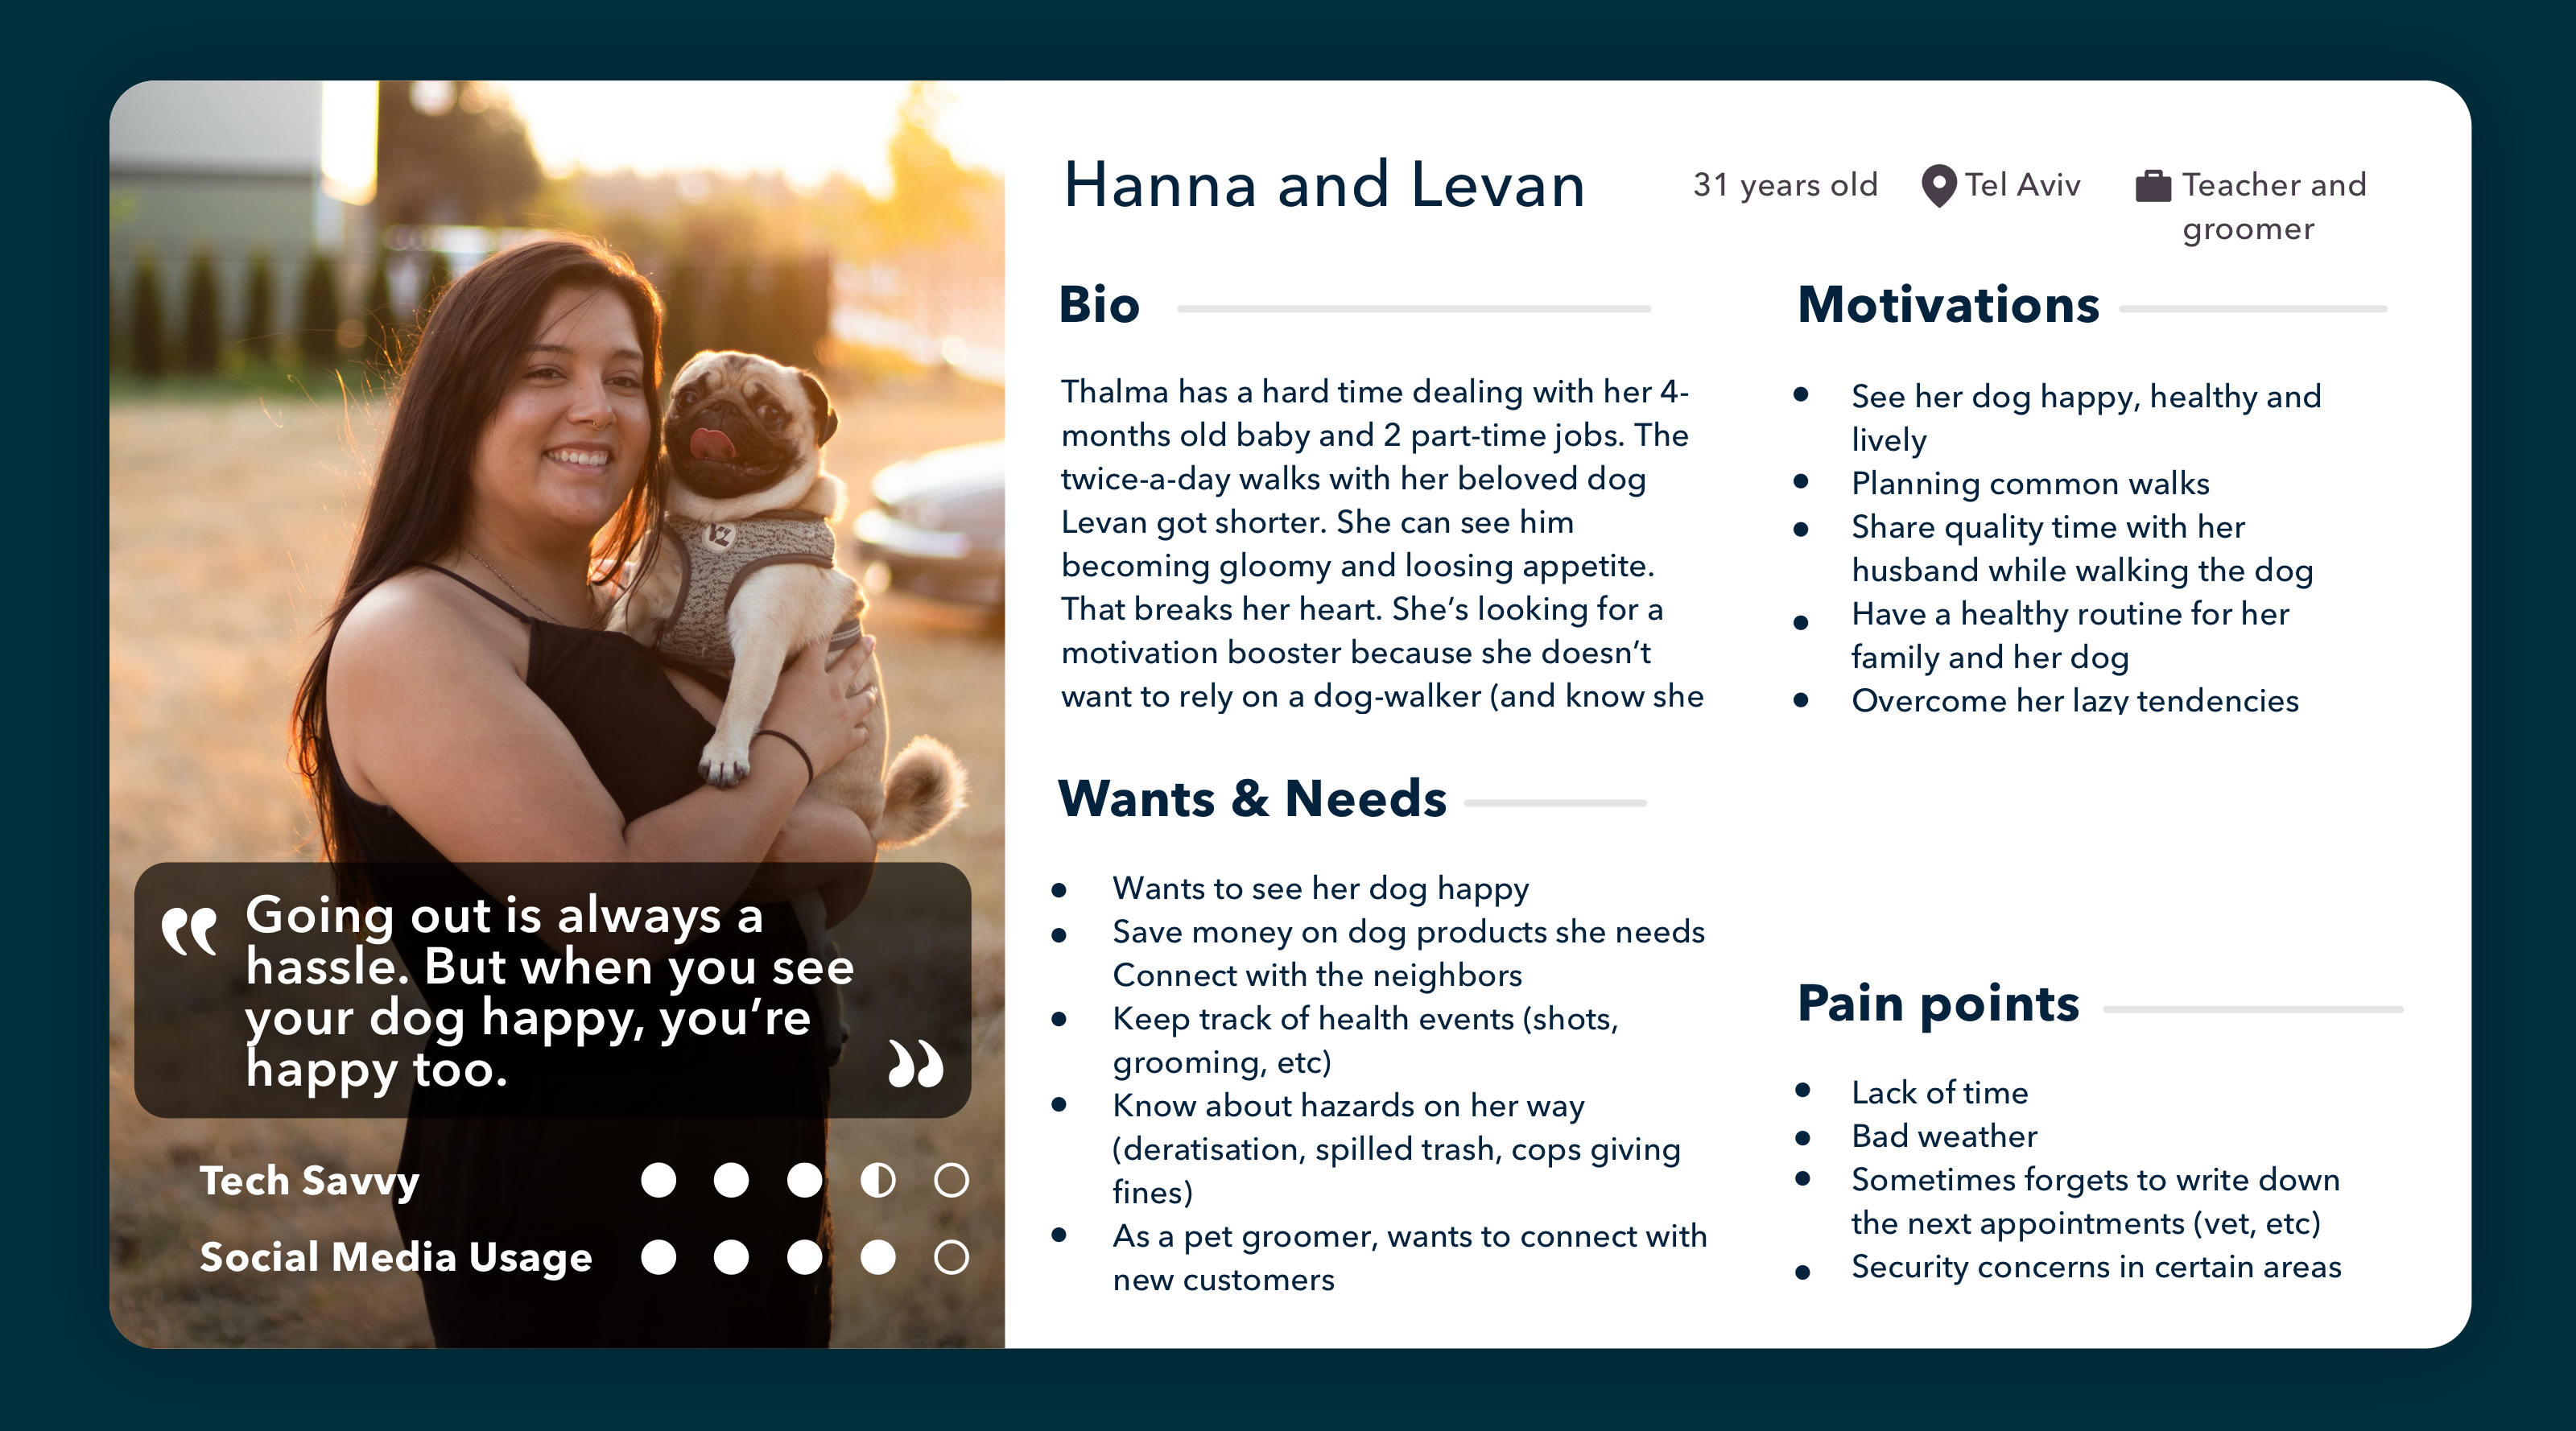 Hanna and Levan
31 years old
Tel Aviv
Teacher and
groomer
Bio
Thalma has a hard time dealing with her 4-
months old baby and 2 part-time jobs. The
twice-a-day walks with her beloved dog
Levan got shorter. She can see him
becoming gloomy and loosing appetite.
That breaks her heart. She’s looking for a
motivation booster because she doesn’t
want to rely on a dog-walker (and know she
Motivations
• See her dog happy, healthy and
lively
• Planning common walks
• Share quality time with her
husband while walking the dog
• Have a healthy routine for her
family and her dog
• Overcome her lazy tendencies
Wants & Needs
• Wants to see her dog happy
• Save money on dog products she needs
Connect with the neighbors
• Keep track of health events (shots,
grooming, etc)
• Know about hazards on her way
(deratisation, spilled trash, cops giving
fines)
• As a pet groomer, wants to connect with
new customers
Pain points
• Lack of time
• Bad weather
• Sometimes forgets to write down
the next appointments (vet, etc)
• Security concerns in certain areas
“Going out is always a
hassle. But when you see
your dog happy, you’re
happy too.”
Tech Savvy
Social Media Usage